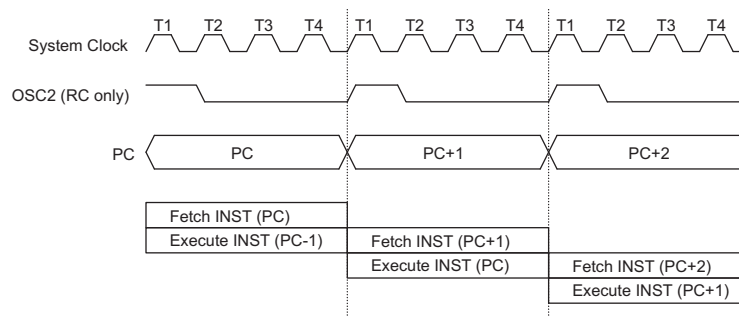 T1 T2 T3 T4 T1 T2 T3 T4 T1 T2 T3 T4
System Clock
OSC2 (RC only)
PC PC PC+1 PC+2
Fetch INST (PC)
Execute INST (PC-1) Fetch INST (PC+1)
Execute INST (PC) Fetch INST (PC+2)
Execute INST (PC+1)